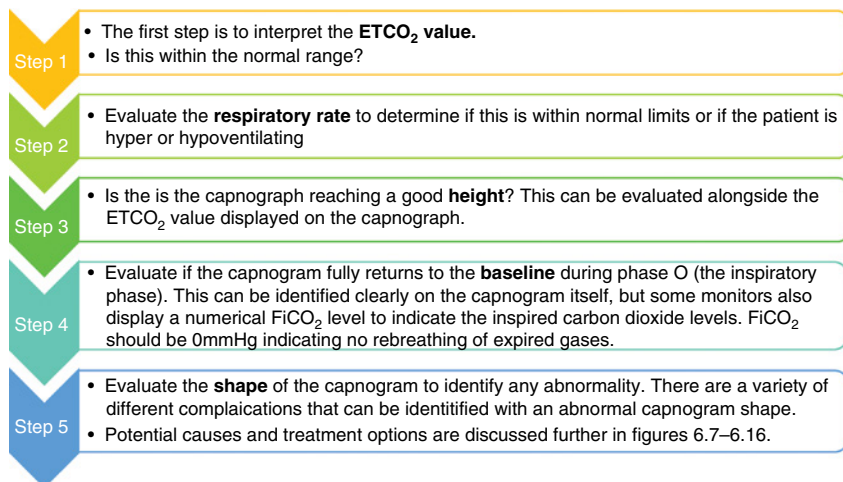 Step 1
• The first step is to interpret the ETCO₂ value.
• Is this within the normal range?
Step 2
• Evaluate the respiratory rate to determine if this is within normal limits or if the patient is
hyper or hypoventilating
Step 3
• Is the is the capnograph reaching a good height? This can be evaluated alongside the
ETCO₂ value displayed on the capnograph.
Step 4
• Evaluate if the capnogram fully returns to the baseline during phase O (the inspiratory
phase). This can be identified clearly on the capnogram itself, but some monitors also
display a numerical FiCO₂ level to indicate the inspired carbon dioxide levels. FiCO₂
should be 0mmHg indicating no rebreathing of expired gases.
Step 5
• Evaluate the shape of the capnogram to identify any abnormality. There are a variety of
different complaications that can be identitified with an abnormal capnogram shape.
• Potential causes and treatment options are discussed further in figures 6.7–6.16.